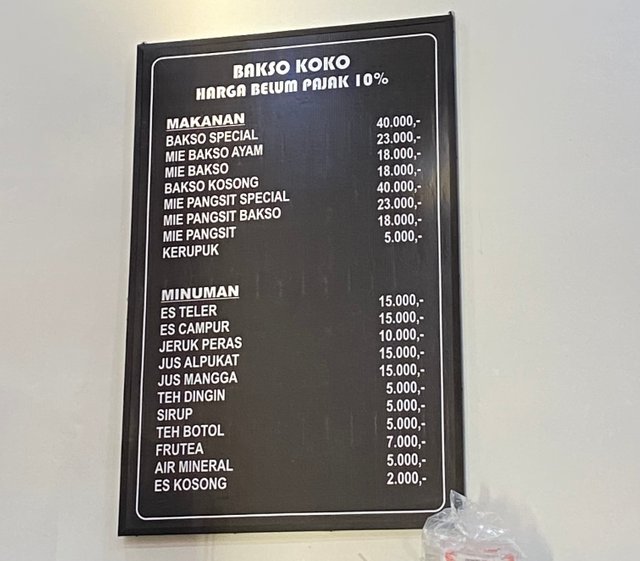 BAKSO KOKO
HARGA BELUM PAJAK 10%
MAKANAN
BAKSO SPECIAL 40.000,-
MIE BAKSO AYAM 23.000,-
MIE BAKSO 18.000,-
BAKSO KOSONG 18.000,-
MIE PANGSIT SPECIAL 40.000,-
MIE PANGSIT BAKSO 23.000,-
MIE PANGSIT 18.000,-
KERUPUK 5.000,-
MINUMAN
ES TELER 15.000,-
ES CAMPUR 15.000,-
JERUK PERAS 10.000,-
JUS ALPUKAT 15.000,-
JUS MANGGA 15.000,-
TEH DINGIN 5.000,-
SIRUP 5.000,-
TEH BOTOL 5.000,-
FRUTEA 7.000,-
AIR MINERAL 5.000,-
ES KOSONG 2.000,-